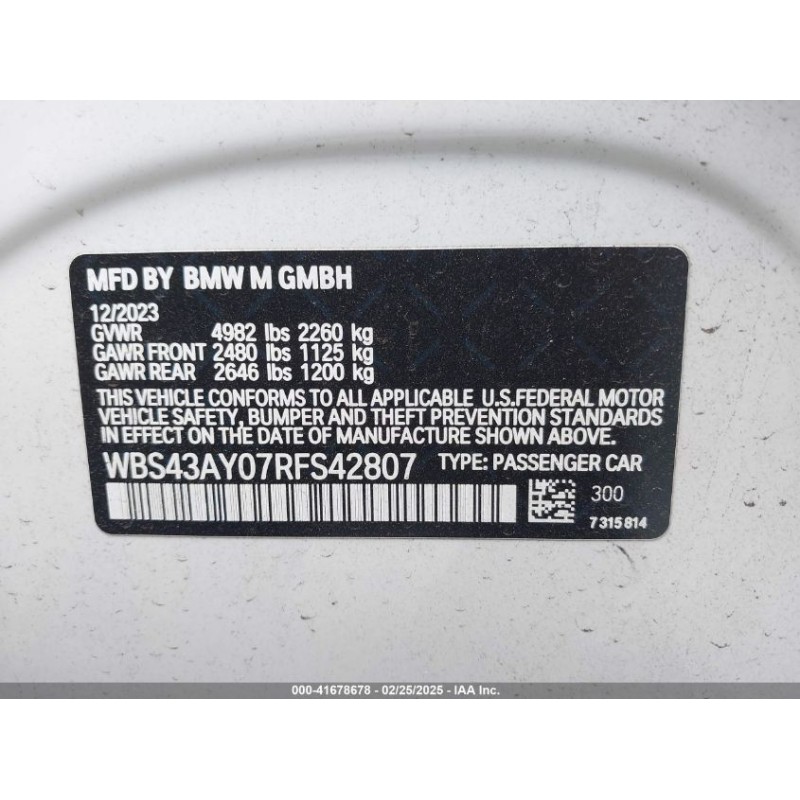 MFD BY BMW M GMBH
12/2023
GVWR 4982 lbs 2260 kg
GAWR FRONT 2480 lbs 1125 kg
GAWR REAR 2646 lbs 1200 kg
THIS VEHICLE CONFORMS TO ALL APPLICABLE U.S.FEDERAL MOTOR
VEHICLE SAFETY, BUMPER AND THEFT PREVENTION STANDARDS
IN EFFECT ON THE DATE OF MANUFACTURE SHOWN ABOVE.
WBS43AY07RFS42807 TYPE: PASSENGER CAR
300
7315814
000-41678678 - 02/25/2025 - IAA Inc.